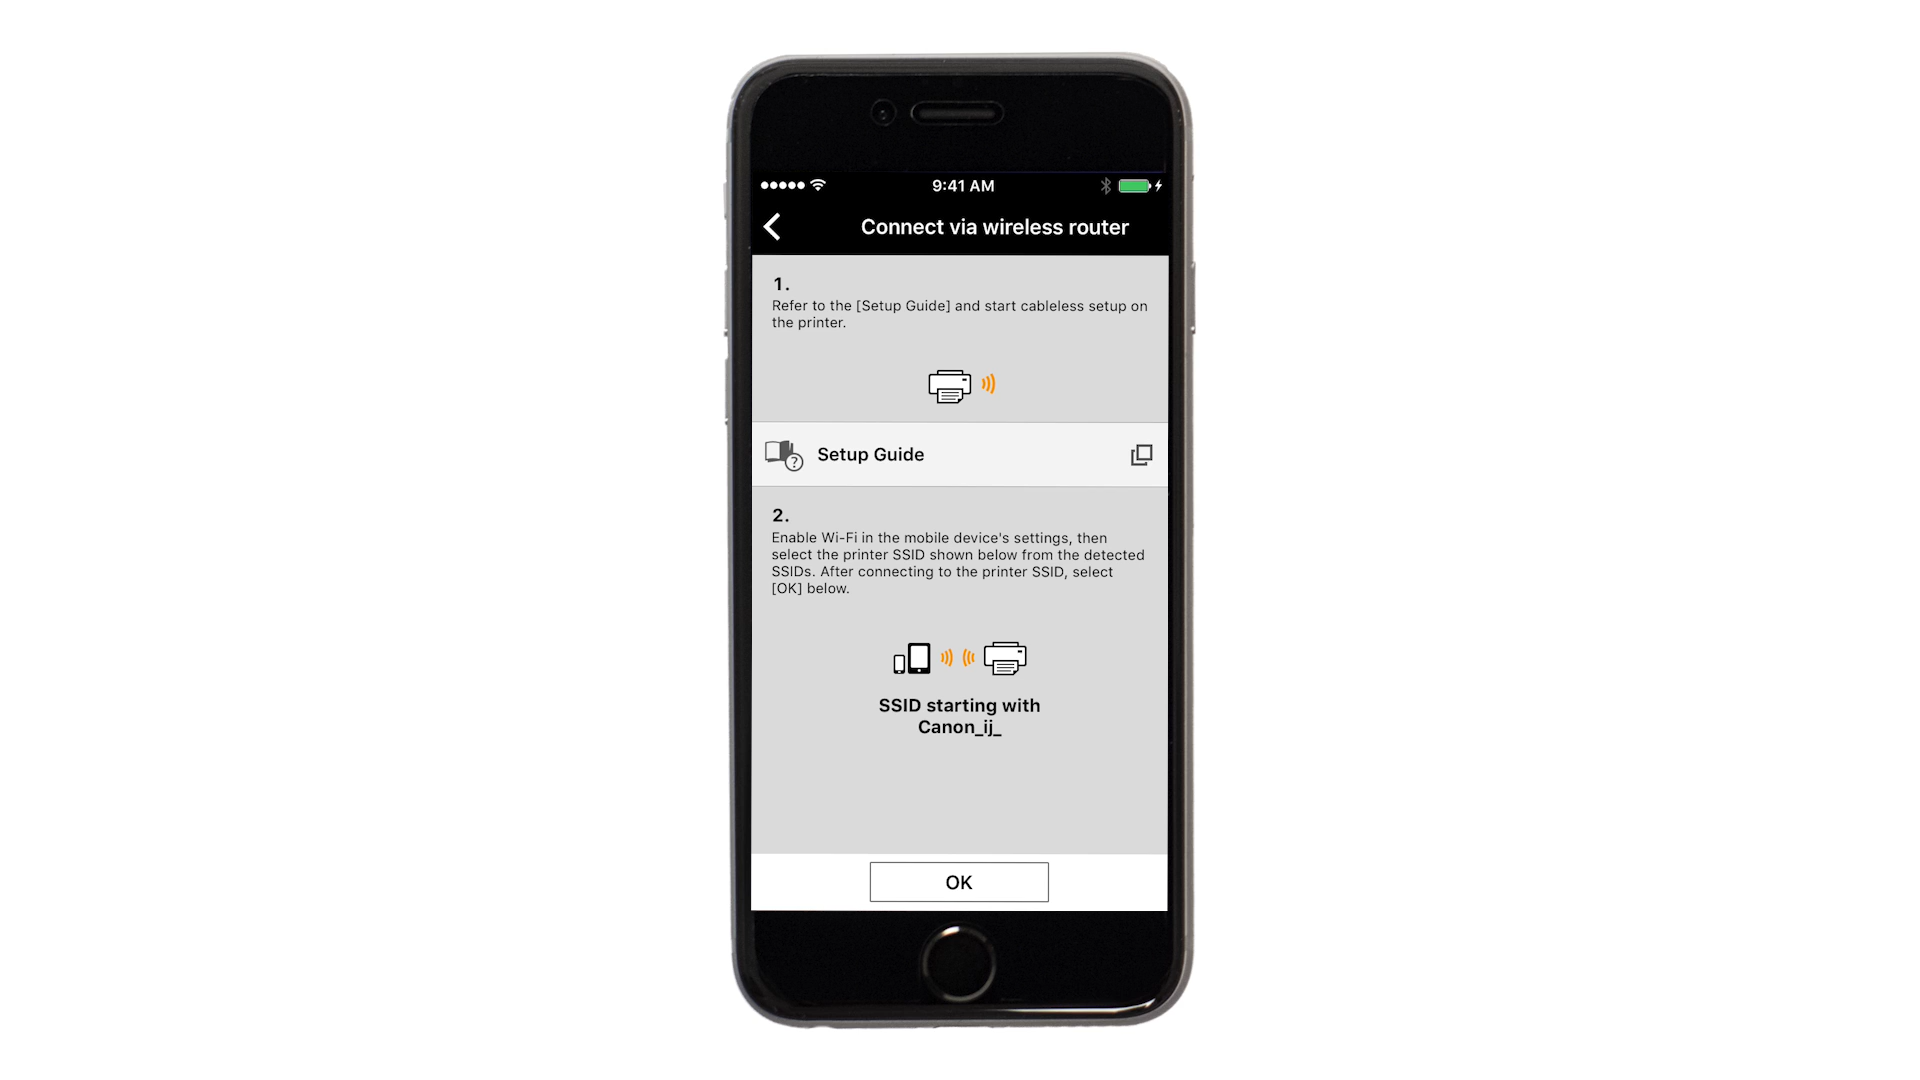 9:41 AM
Connect via wireless router
1.
Refer to the [Setup Guide] and start cableless setup on
the printer.
Setup Guide
2.
Enable Wi-Fi in the mobile device's settings, then
select the printer SSID shown below from the detected
SSIDs. After connecting to the printer SSID, select
[OK] below.
SSID starting with
Canon_ij_
OK